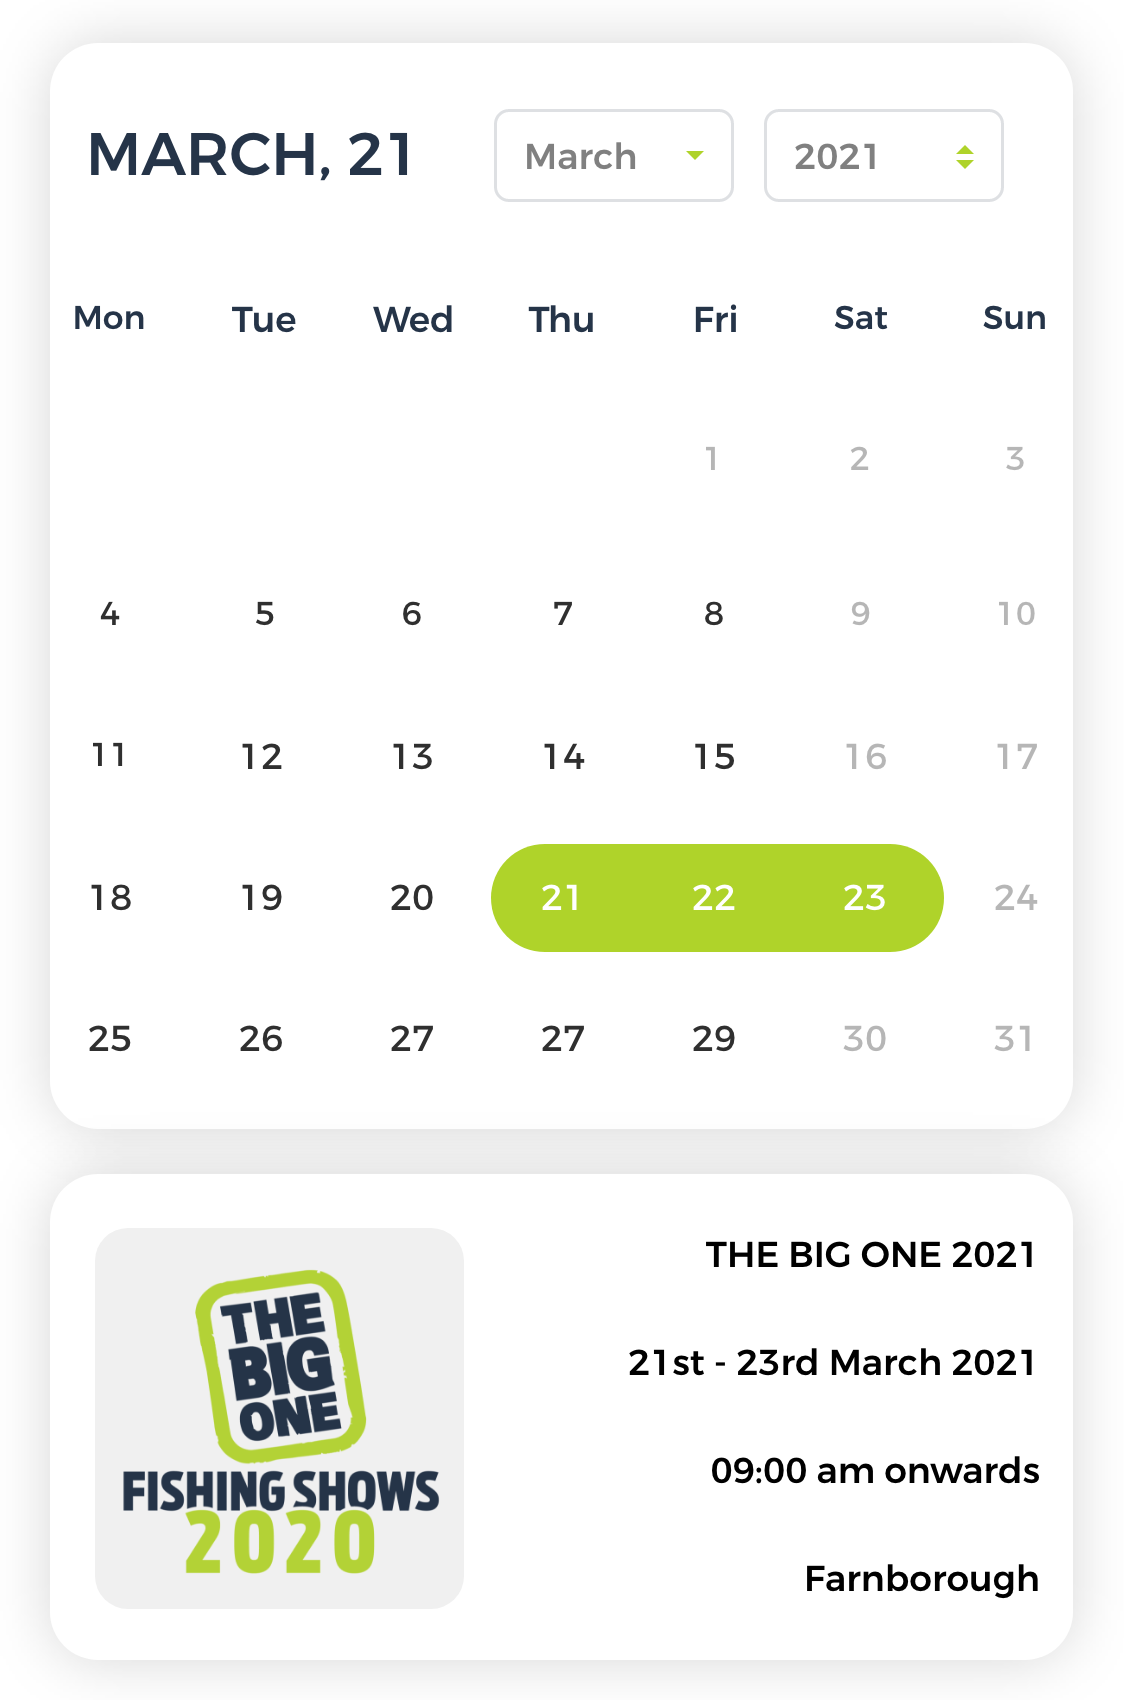 MARCH, 21 March 2021
Mon Tue Wed Thu Fri Sat Sun
1 2 3
4 5 6 7 8 9 10
11 12 13 14 15 16 17
18 19 20 21 22 23 24
25 26 27 27 29 30 31
THE
BIG
ONE
FISHING SHOWS
2020
THE BIG ONE 2021
21st - 23rd March 2021
09:00 am onwards
Farnborough